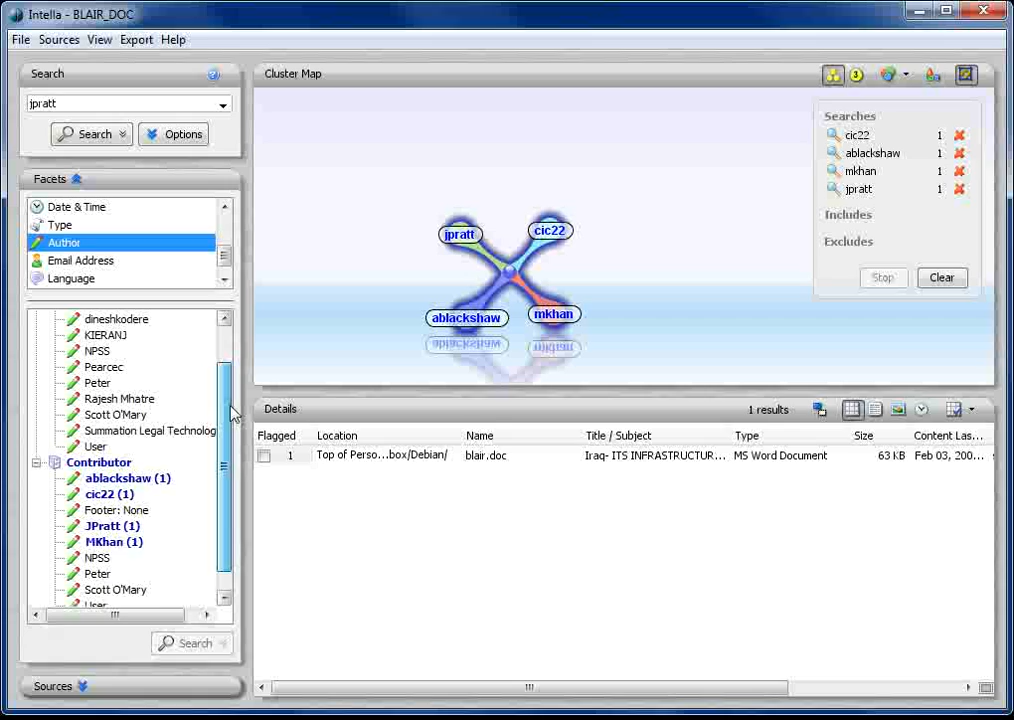 Intella - BLAIR_DOC
File Sources View Export Help
Search
jpratt
Search Options
Facets
Date & Time
Type
Author
Email Address
Language
dineshkodere
KIERANJ
NPSS
Pearcec
Peter
Rajesh Mhatre
Scott O'Mary
Summation Legal Technolog
User
Contributor
ablackshaw (1)
cic22 (1)
Footer: None
JPratt (1)
MKhan (1)
NPSS
Peter
Scott O'Mary
User
Search
Sources
Cluster Map
3
jpratt cic22
ablackshaw mkhan
ablackshaw mkhan
Searches
cic22 1
ablackshaw 1
mkhan 1
jpratt 1
Includes
Excludes
Stop Clear
Details 1 results
Flagged Location Name Title / Subject Type Size Content Las...
1 Top of Perso...box/Debian/ blair.doc Iraq- ITS INFRASTRUCTUR... MS Word Document 63 KB Feb 03, 200...